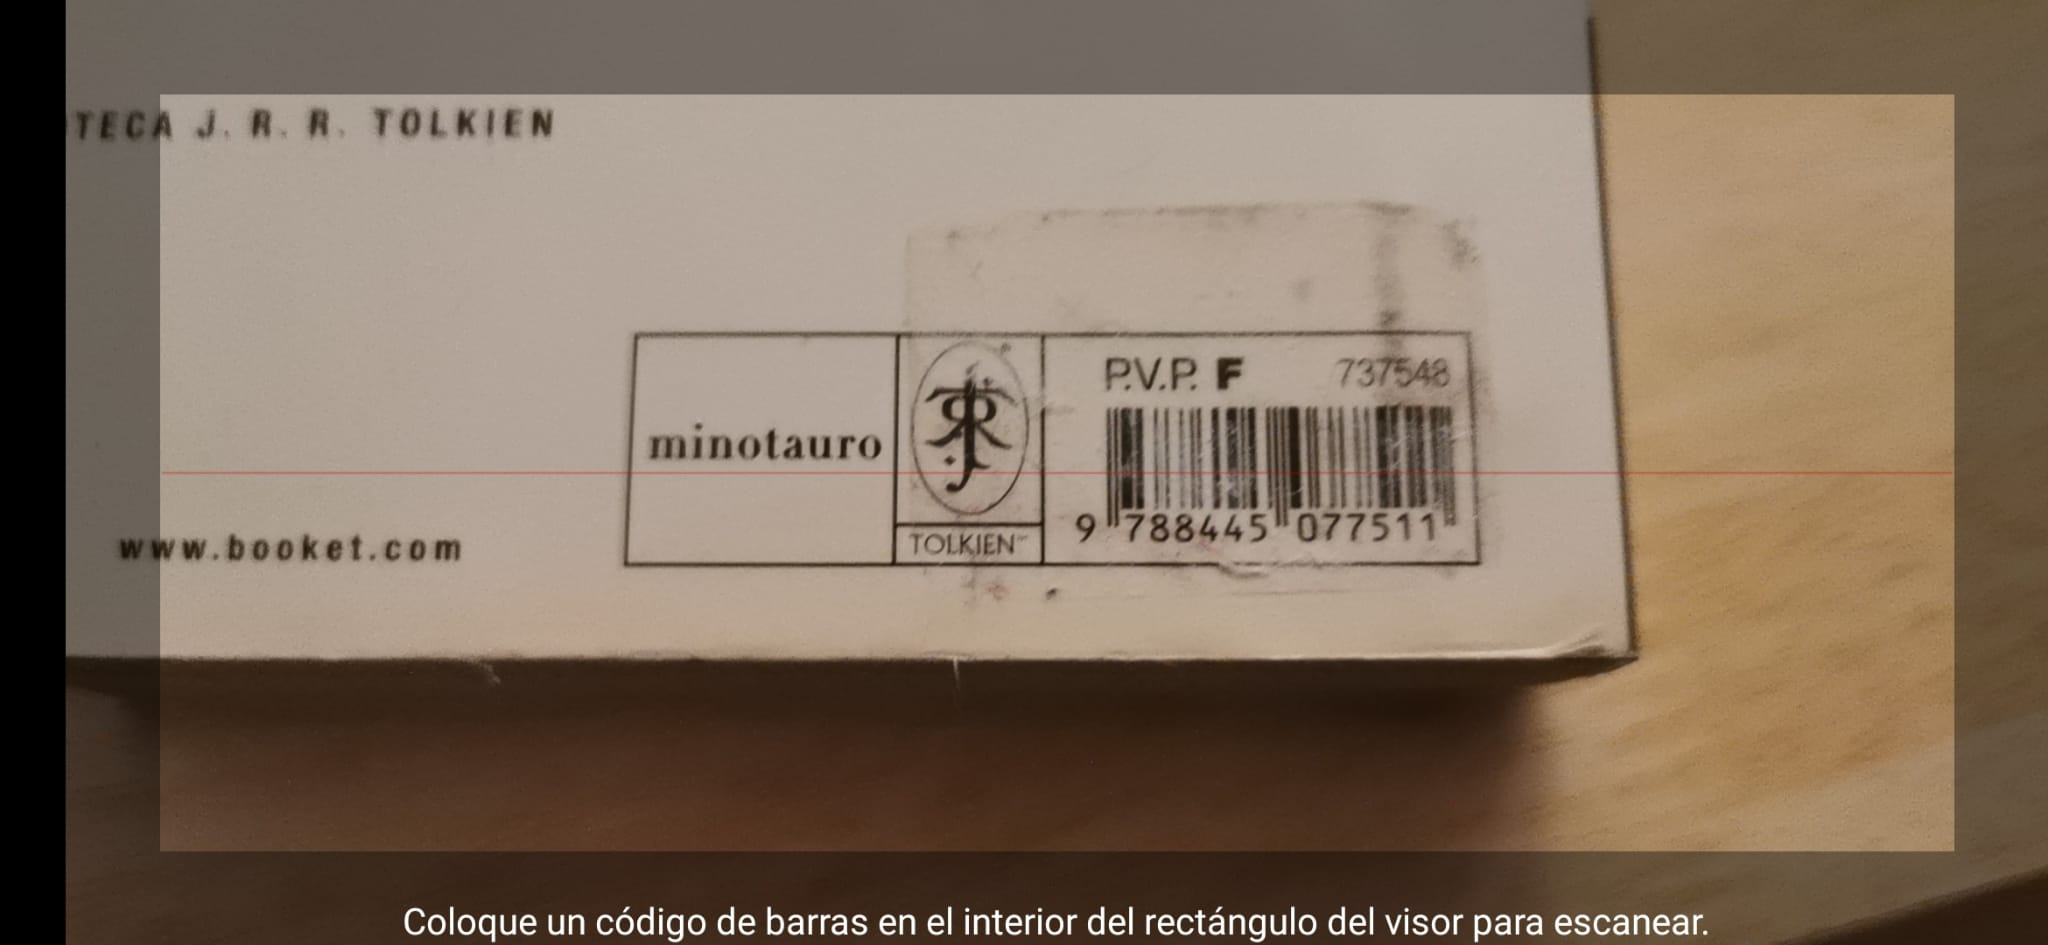 TECA J. R. R. TOLKIEN
P.V.P. F 737548
minotauro
9 788445 077511
TOLKIEN™
www.booket.com
Coloque un código de barras en el interior del rectángulo del visor para escanear.